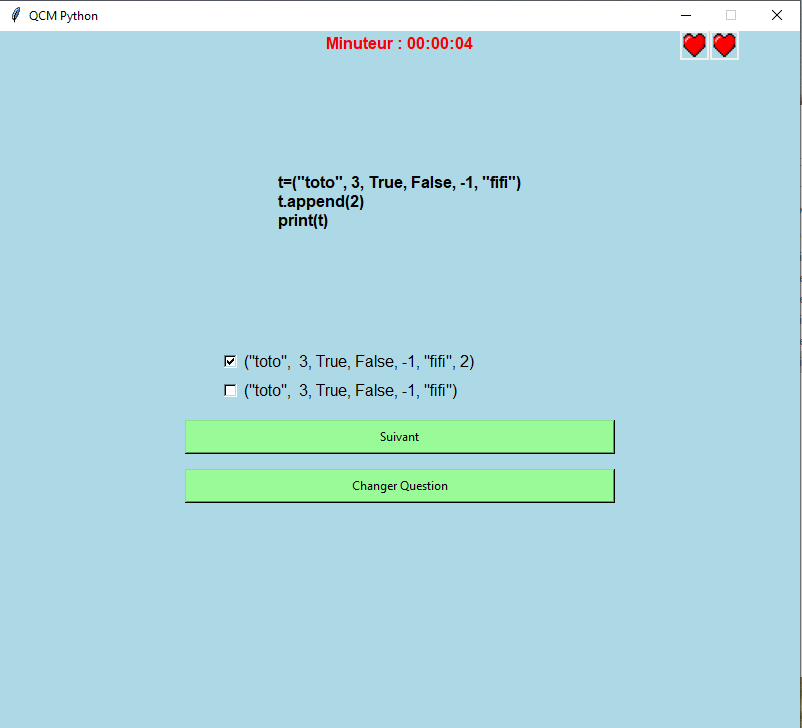 QCM Python
Minuteur : 00:00:04
t=("toto", 3, True, False, -1, "fifi")
t.append(2)
print(t)
("toto",  3, True, False, -1, "fifi", 2)
("toto",  3, True, False, -1, "fifi")
Suivant
Changer Question